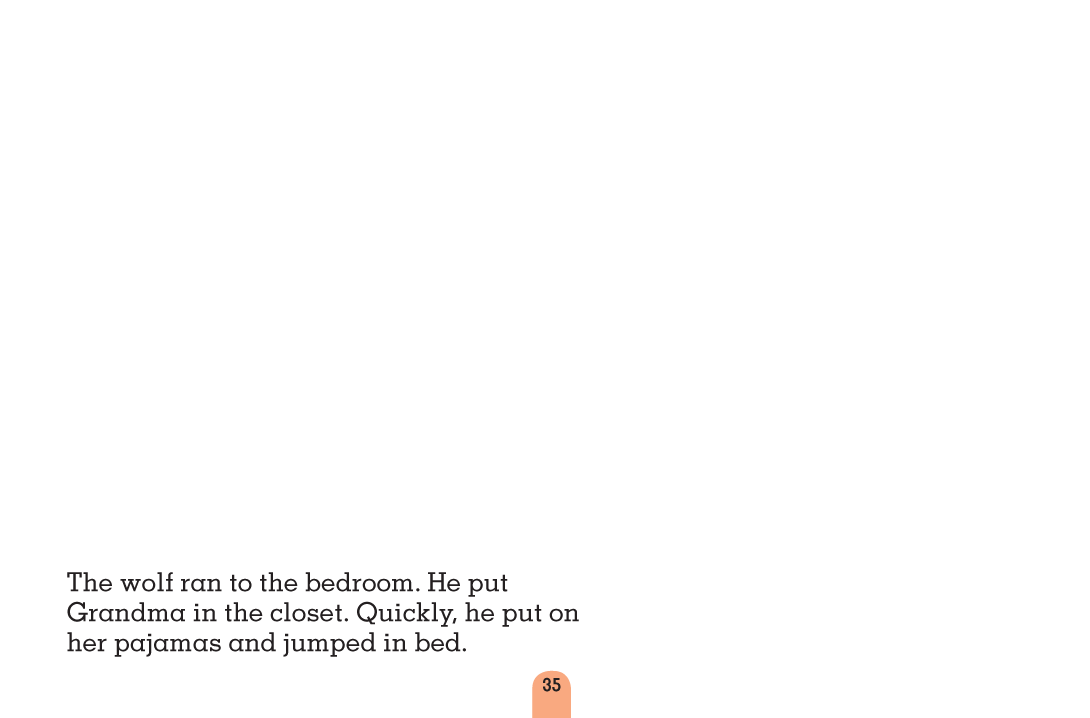 The wolf ran to the bedroom. He put
Grandma in the closet. Quickly, he put on
her pajamas and jumped in bed.
35